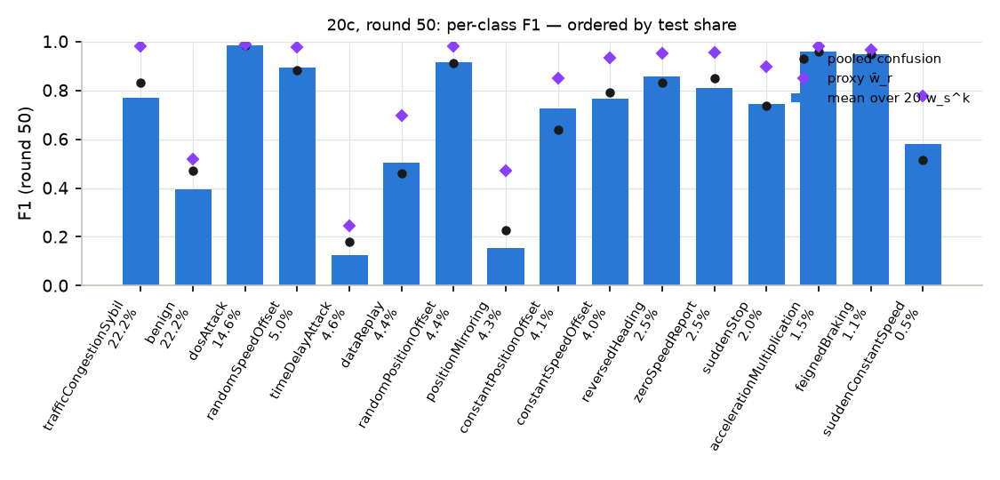 20c, round 50: per-class F1 — ordered by test share
F1 (round 50)
1.0
0.8
0.6
0.4
0.2
0.0
pooled confusion
proxy w̄_r
mean over 20 w_s^k
trafficCongestionSybil
22.2%
benign
22.2%
dosAttack
14.6%
randomSpeedOffset
5.0%
timeDelayAttack
4.6%
dataReplay
4.4%
randomPositionOffset
4.4%
positionMirroring
4.3%
constantPositionOffset
4.1%
constantSpeedOffset
4.0%
reversedHeading
2.5%
zeroSpeedReport
2.5%
suddenStop
2.0%
accelerationMultiplication
1.5%
feignedBraking
1.1%
suddenConstantSpeed
0.5%